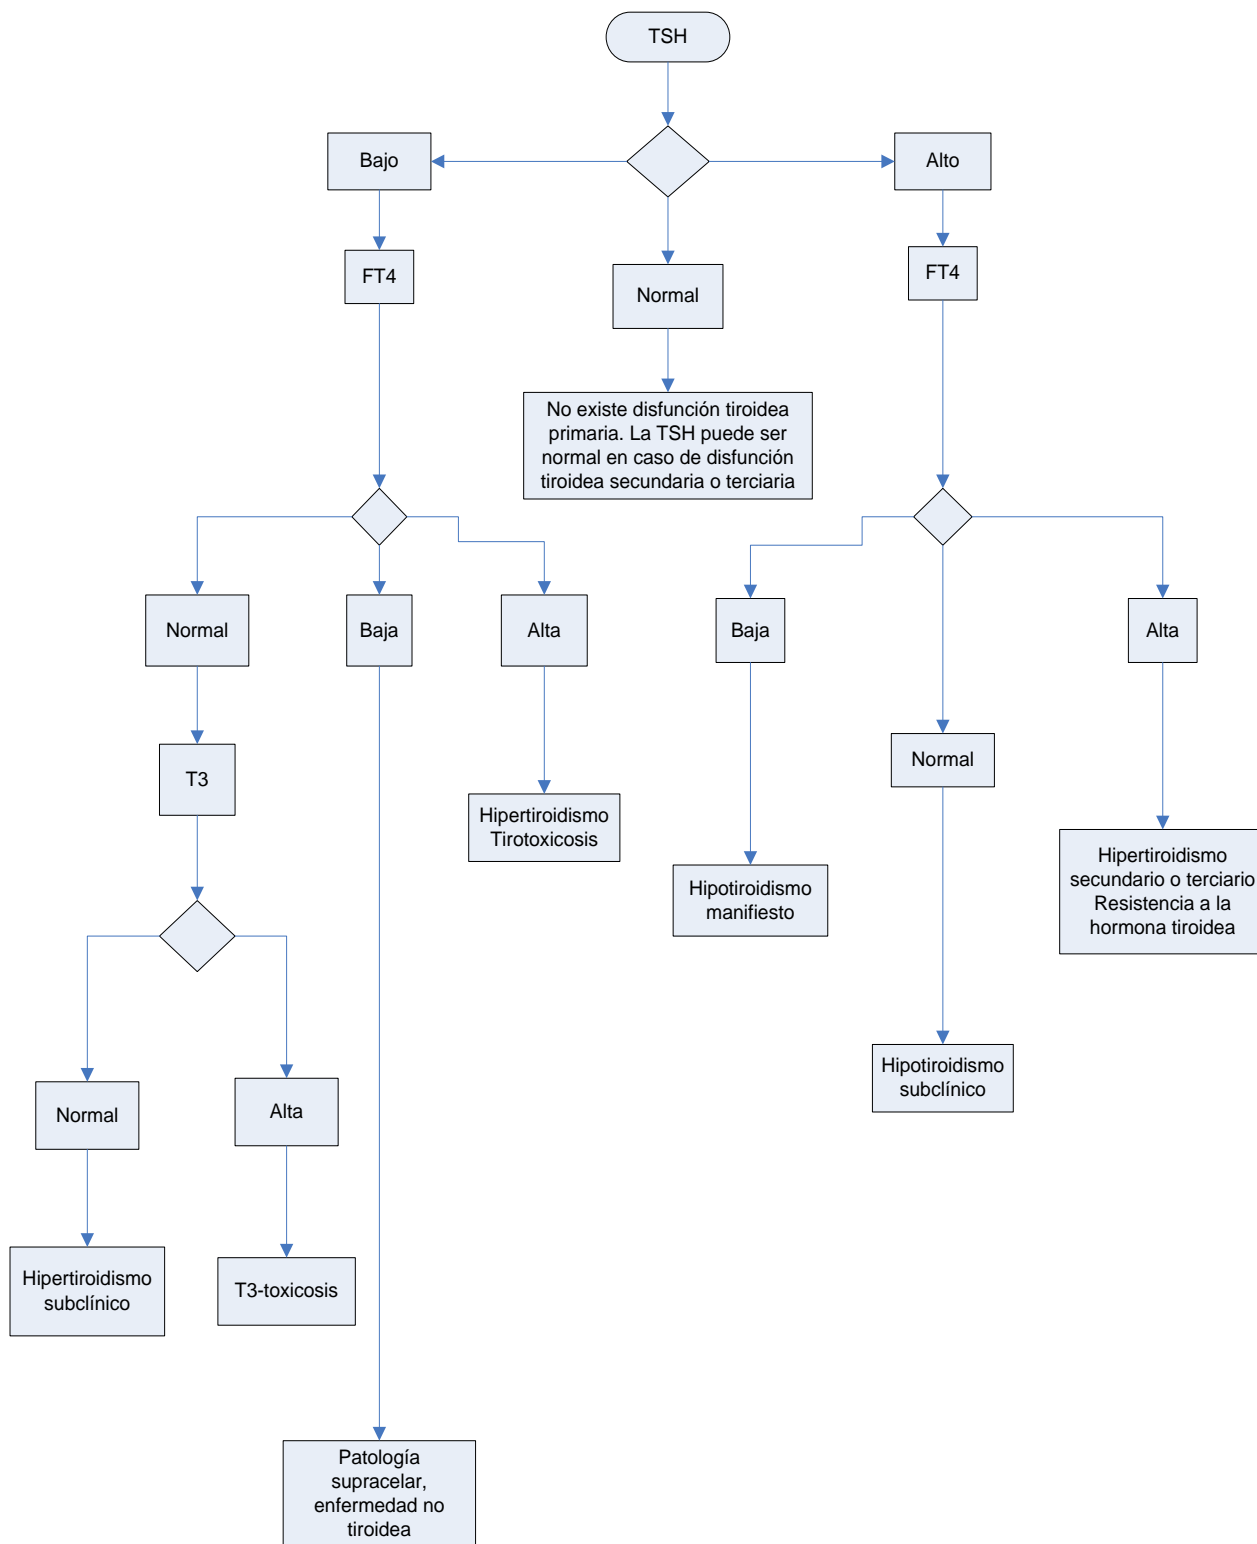 TSH
Bajo
Alto
FT4
Normal
FT4
No existe disfunción tiroidea
primaria. La TSH puede ser
normal en caso de disfunción
tiroidea secundaria o terciaria
Normal
Baja
Alta
Baja
Alta
T3
Normal
Hipertiroidismo
Tirotoxicosis
Hipotiroidismo
manifiesto
Hipertiroidismo
secundario o terciario
Resistencia a la
hormona tiroidea
Normal
Alta
Hipotiroidismo
subclínico
Hipertiroidismo
subclínico
T3-toxicosis
Patología
supracelar,
enfermedad no
tiroidea